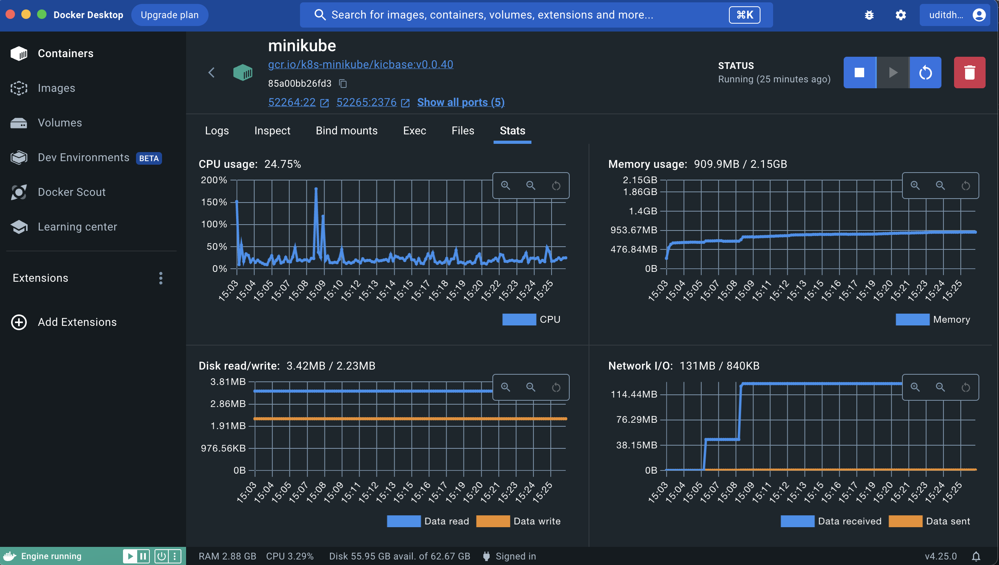 Docker Desktop
Upgrade plan
Search for images, containers, volumes, extensions and more...
⌘K
uditdh...
Containers
Images
Volumes
Dev Environments BETA
Docker Scout
Learning center
Extensions
Add Extensions
minikube
gcr.io/k8s-minikube/kicbase:v0.0.40
85a00bb26fd3
52264:22 52265:2376 Show all ports (5)
STATUS
Running (25 minutes ago)
Logs Inspect Bind mounts Exec Files Stats
CPU usage: 24.75%
200%
150%
100%
50%
0%
15:03 15:04 15:05 15:07 15:08 15:09 15:10 15:12 15:13 15:14 15:15 15:17 15:18 15:19 15:20 15:22 15:23 15:24 15:25
CPU
Memory usage: 909.9MB / 2.15GB
2.15GB
1.86GB
1.4GB
953.67MB
476.84MB
0B
15:03 15:04 15:05 15:07 15:08 15:09 15:11 15:12 15:13 15:15 15:16 15:17 15:19 15:20 15:21 15:23 15:24 15:25
Memory
Disk read/write: 3.42MB / 2.23MB
3.81MB
2.86MB
1.91MB
976.56KB
0B
15:03 15:04 15:05 15:07 15:08 15:09 15:11 15:12 15:13 15:15 15:16 15:17 15:19 15:20 15:21 15:23 15:24 15:25
Data read Data write
Network I/O: 131MB / 840KB
114.44MB
76.29MB
38.15MB
0B
15:03 15:04 15:05 15:07 15:08 15:09 15:11 15:12 15:13 15:15 15:16 15:17 15:19 15:20 15:21 15:23 15:24 15:25
Data received Data sent
Engine running
RAM 2.88 GB CPU 3.29% Disk 55.95 GB avail. of 62.67 GB Signed in
v4.25.0